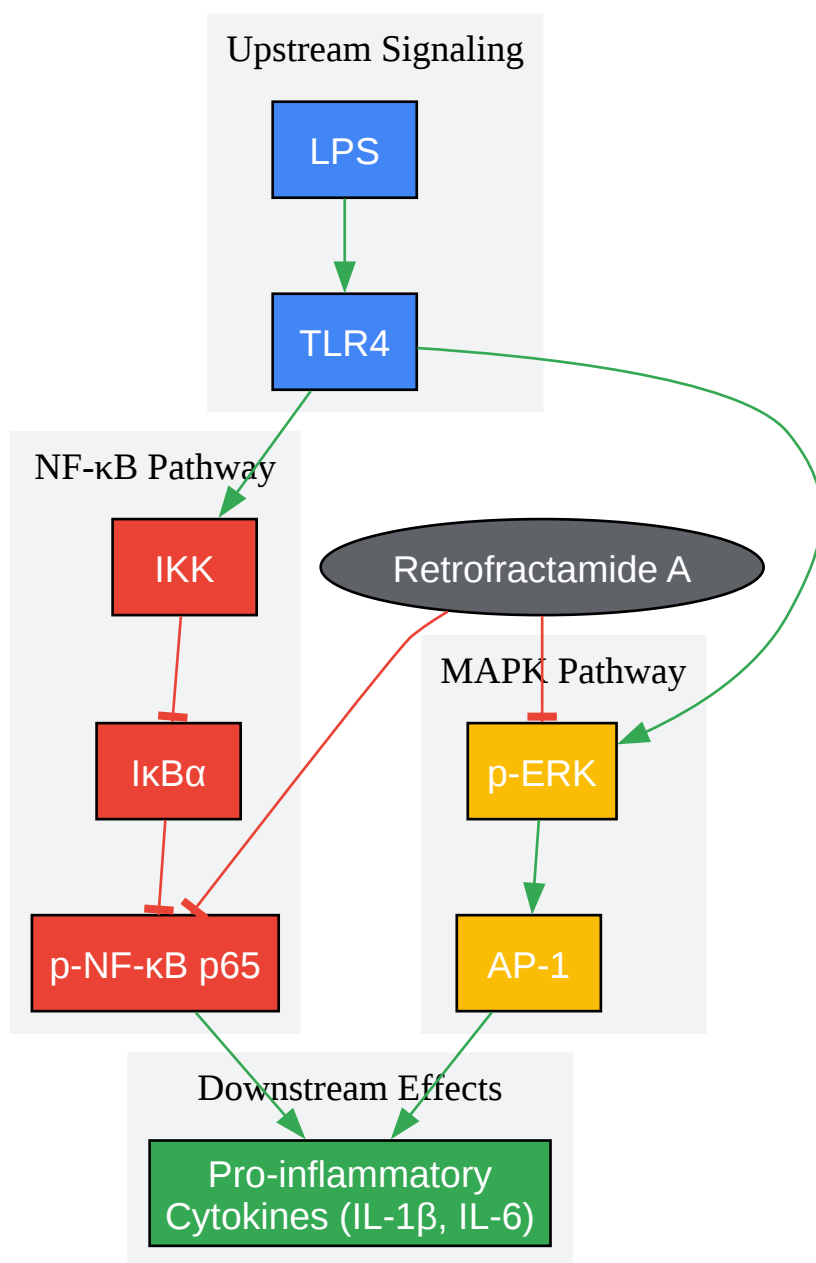 Upstream Signaling
LPS
TLR4
NF-κB Pathway
IKK
Retrofractamide A
MAPK Pathway
IκBα
p-ERK
p-NF-κB p65
AP-1
Downstream Effects
Pro-inflammatory
Cytokines (IL-1β, IL-6)